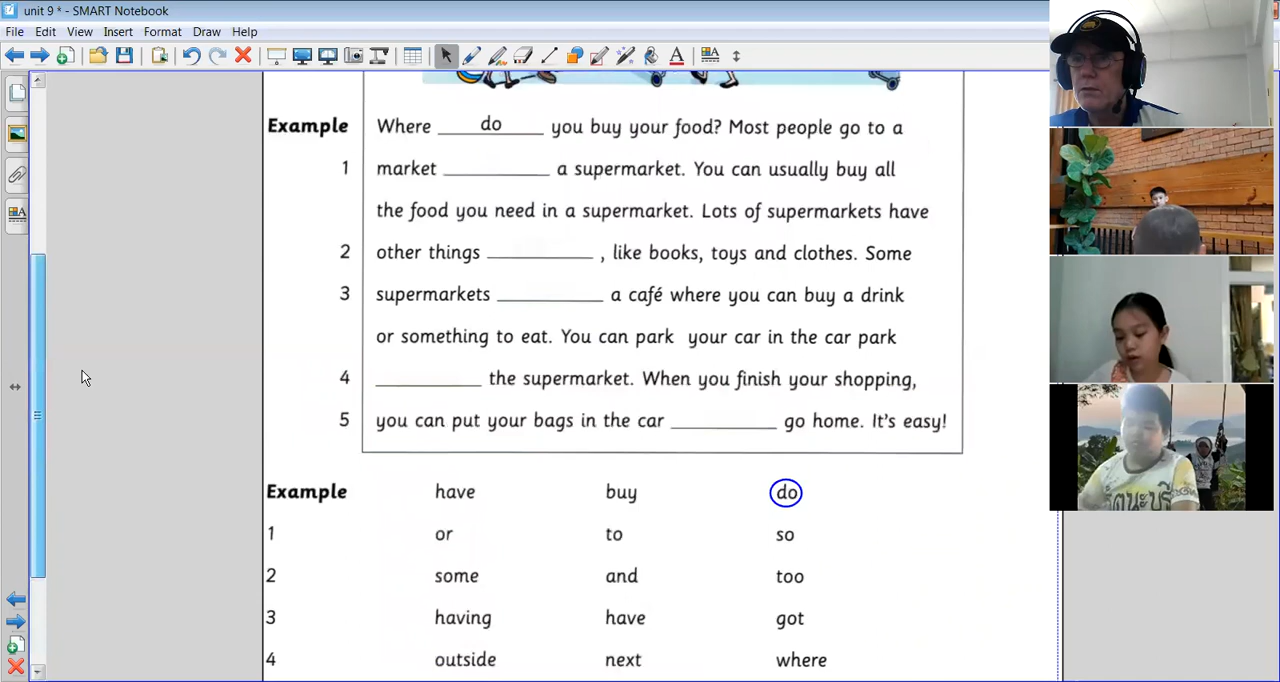 unit 9 * - SMART Notebook
File Edit View Insert Format Draw Help
Example Where do you buy your food? Most people go to a
1 market __________ a supermarket. You can usually buy all
the food you need in a supermarket. Lots of supermarkets have
2 other things __________ , like books, toys and clothes. Some
3 supermarkets __________ a café where you can buy a drink
or something to eat. You can park your car in the car park
4 __________ the supermarket. When you finish your shopping,
5 you can put your bags in the car __________ go home. It's easy!
Example have buy do
1 or to so
2 some and too
3 having have got
4 outside next where